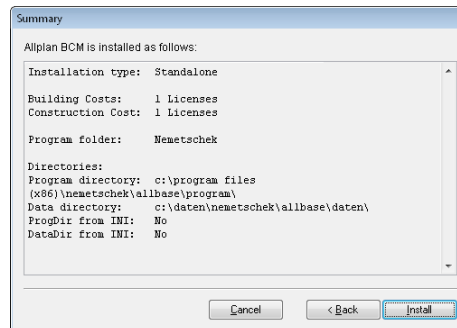 Summary
Allplan BCM is installed as follows:
Installation type: Standalone
Building Costs: 1 Licenses
Construction Cost: 1 Licenses
Program folder: Nemetschek
Directories:
Program directory: c:\program files
(x86)\nemetschek\allbase\program\
Data directory: c:\daten\nemetschek\allbase\daten\
ProgDir from INI: No
DataDir from INI: No
Cancel < Back Install